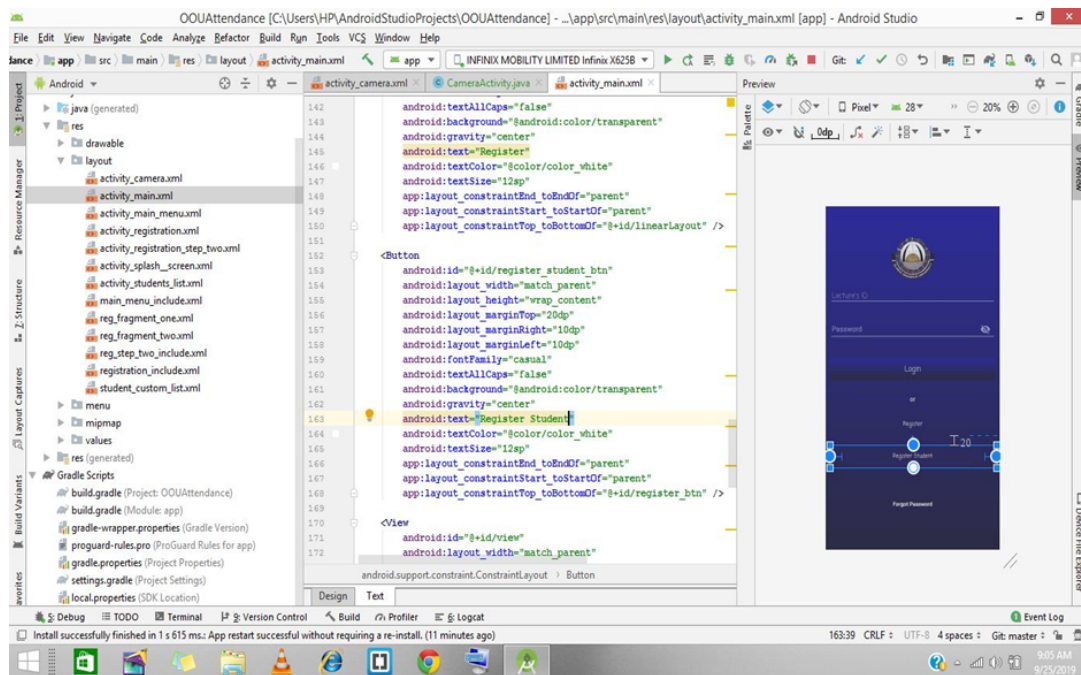 OOUAttendance [C:\Users\HP\AndroidStudioProjects\OOUAttendance] - ...\app\src\main\res\layout\activity_main.xml [app] - Android Studio
File Edit View Navigate Code Analyze Refactor Build Run Tools VCS Window Help
dance app src main res layout activity_main.xml app INFINIX MOBILITY LIMITED Infinix X625B Git:
Android activity_camera.xml CameraActivity.java activity_main.xml Preview
java (generated)
res
drawable
layout
activity_camera.xml
activity_main.xml
activity_main_menu.xml
activity_registration.xml
activity_registration_step_two.xml
activity_splash__screen.xml
activity_students_list.xml
main_menu_include.xml
reg_fragment_one.xml
reg_fragment_two.xml
reg_step_two_include.xml
registration_include.xml
student_custom_list.xml
menu
mipmap
values
res (generated)
Gradle Scripts
build.gradle (Project: OOUAttendance)
build.gradle (Module: app)
gradle-wrapper.properties (Gradle Version)
proguard-rules.pro (ProGuard Rules for app)
gradle.properties (Project Properties)
settings.gradle (Project Settings)
local.properties (SDK Location)
1: Project
Resource Manager
Z: Structure
Layout Captures
Build Variants
avorites
142 android:textAllCaps="false"
143 android:background="@android:color/transparent"
144 android:gravity="center"
145 android:text="Register"
146 android:textColor="@color/color_white"
147 android:textSize="12sp"
148 app:layout_constraintEnd_toEndOf="parent"
149 app:layout_constraintStart_toStartOf="parent"
150 app:layout_constraintTop_toBottomOf="@+id/linearLayout" />
151
152 <Button
153 android:id="@+id/register_student_btn"
154 android:layout_width="match_parent"
155 android:layout_height="wrap_content"
156 android:layout_marginTop="20dp"
157 android:layout_marginRight="10dp"
158 android:layout_marginLeft="10dp"
159 android:fontFamily="casual"
160 android:textAllCaps="false"
161 android:background="@android:color/transparent"
162 android:gravity="center"
163 android:text="Register Student"
164 android:textColor="@color/color_white"
165 android:textSize="12sp"
166 app:layout_constraintEnd_toEndOf="parent"
167 app:layout_constraintStart_toStartOf="parent"
168 app:layout_constraintTop_toBottomOf="@+id/register_btn" />
169
170 <View
171 android:id="@+id/view"
172 android:layout_width="match_parent"
android.support.constraint.ConstraintLayout > Button
Design Text
Palette
Pixel 28 20%
0dp
Lecture's ID
Password
Login
or
Register
20
Register Student
Forgot Password
Gradle
Preview
Device File Explorer
5: Debug TODO Terminal 9: Version Control Build Profiler 6: Logcat Event Log
Install successfully finished in 1 s 615 ms.: App restart successful without requiring a re-install. (11 minutes ago) 163:39 CRLF UTF-8 4 spaces Git: master
9:05 AM
9/25/2019